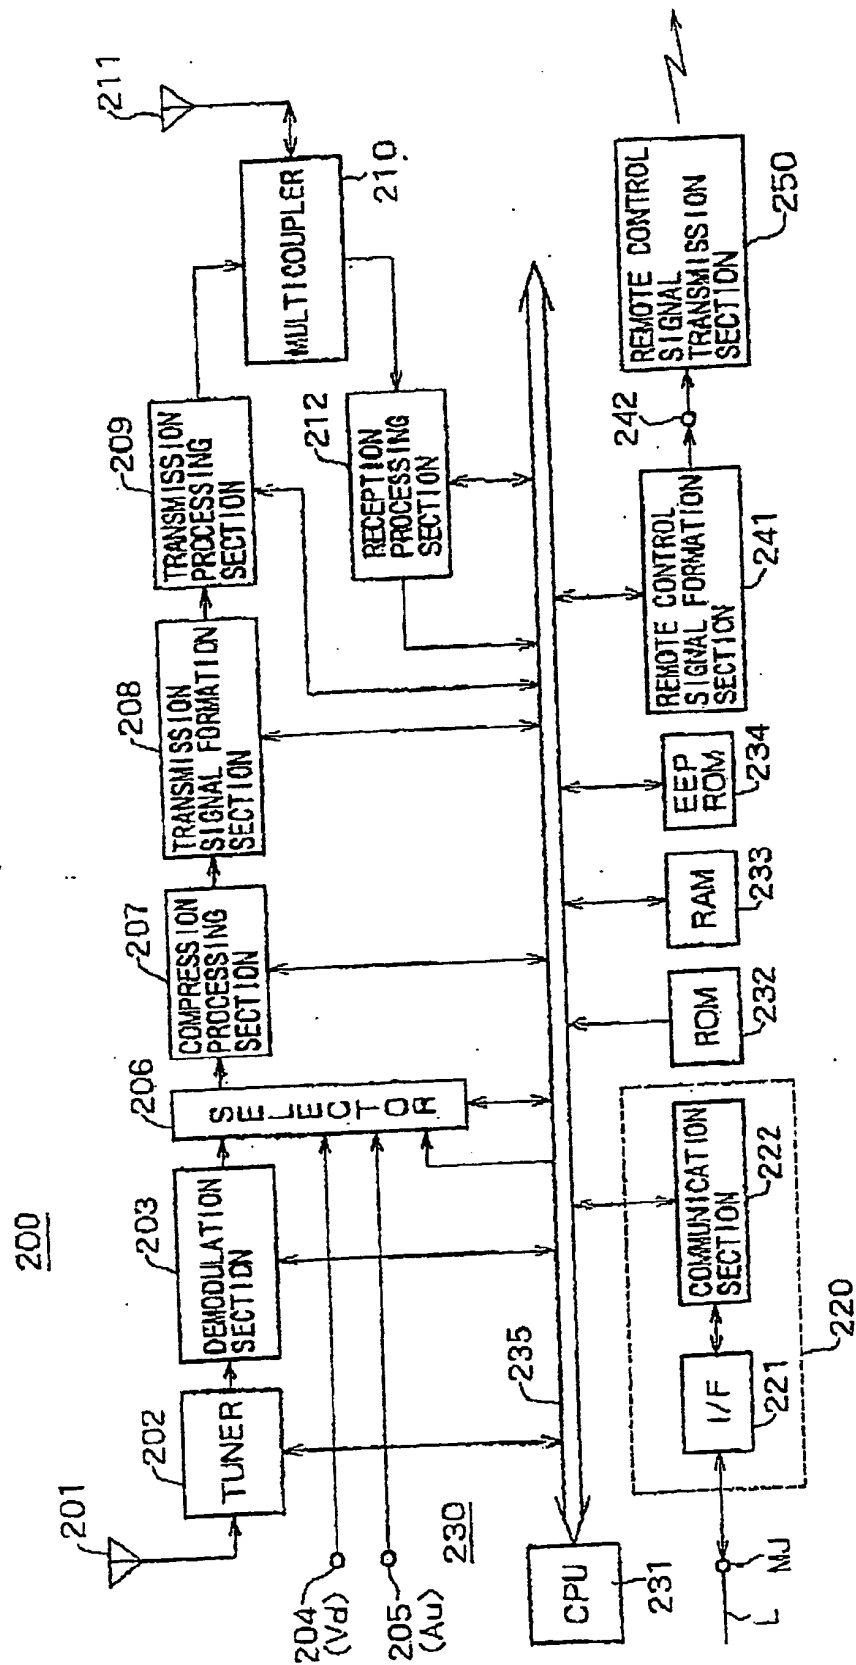 200
201
202
TUNER
203
DEMODULATION
SECTION
204
(Vd)
205
(Au)
206
SELECTOR
207
COMPRESSION
PROCESSING
SECTION
208
TRANSMISSION
SIGNAL FORMATION
SECTION
209
TRANSMISSION
PROCESSING
SECTION
211
MULTICOUPLER
210
212
RECEPTION
PROCESSING
SECTION
230
235
CPU
231
L
MJ
I/F
221
COMMUNICATION
SECTION
222
220
ROM
232
RAM
233
EEP
ROM
234
REMOTE CONTROL
SIGNAL FORMATION
SECTION
241
242
REMOTE CONTROL
SIGNAL
TRANSMISSION
SECTION
250